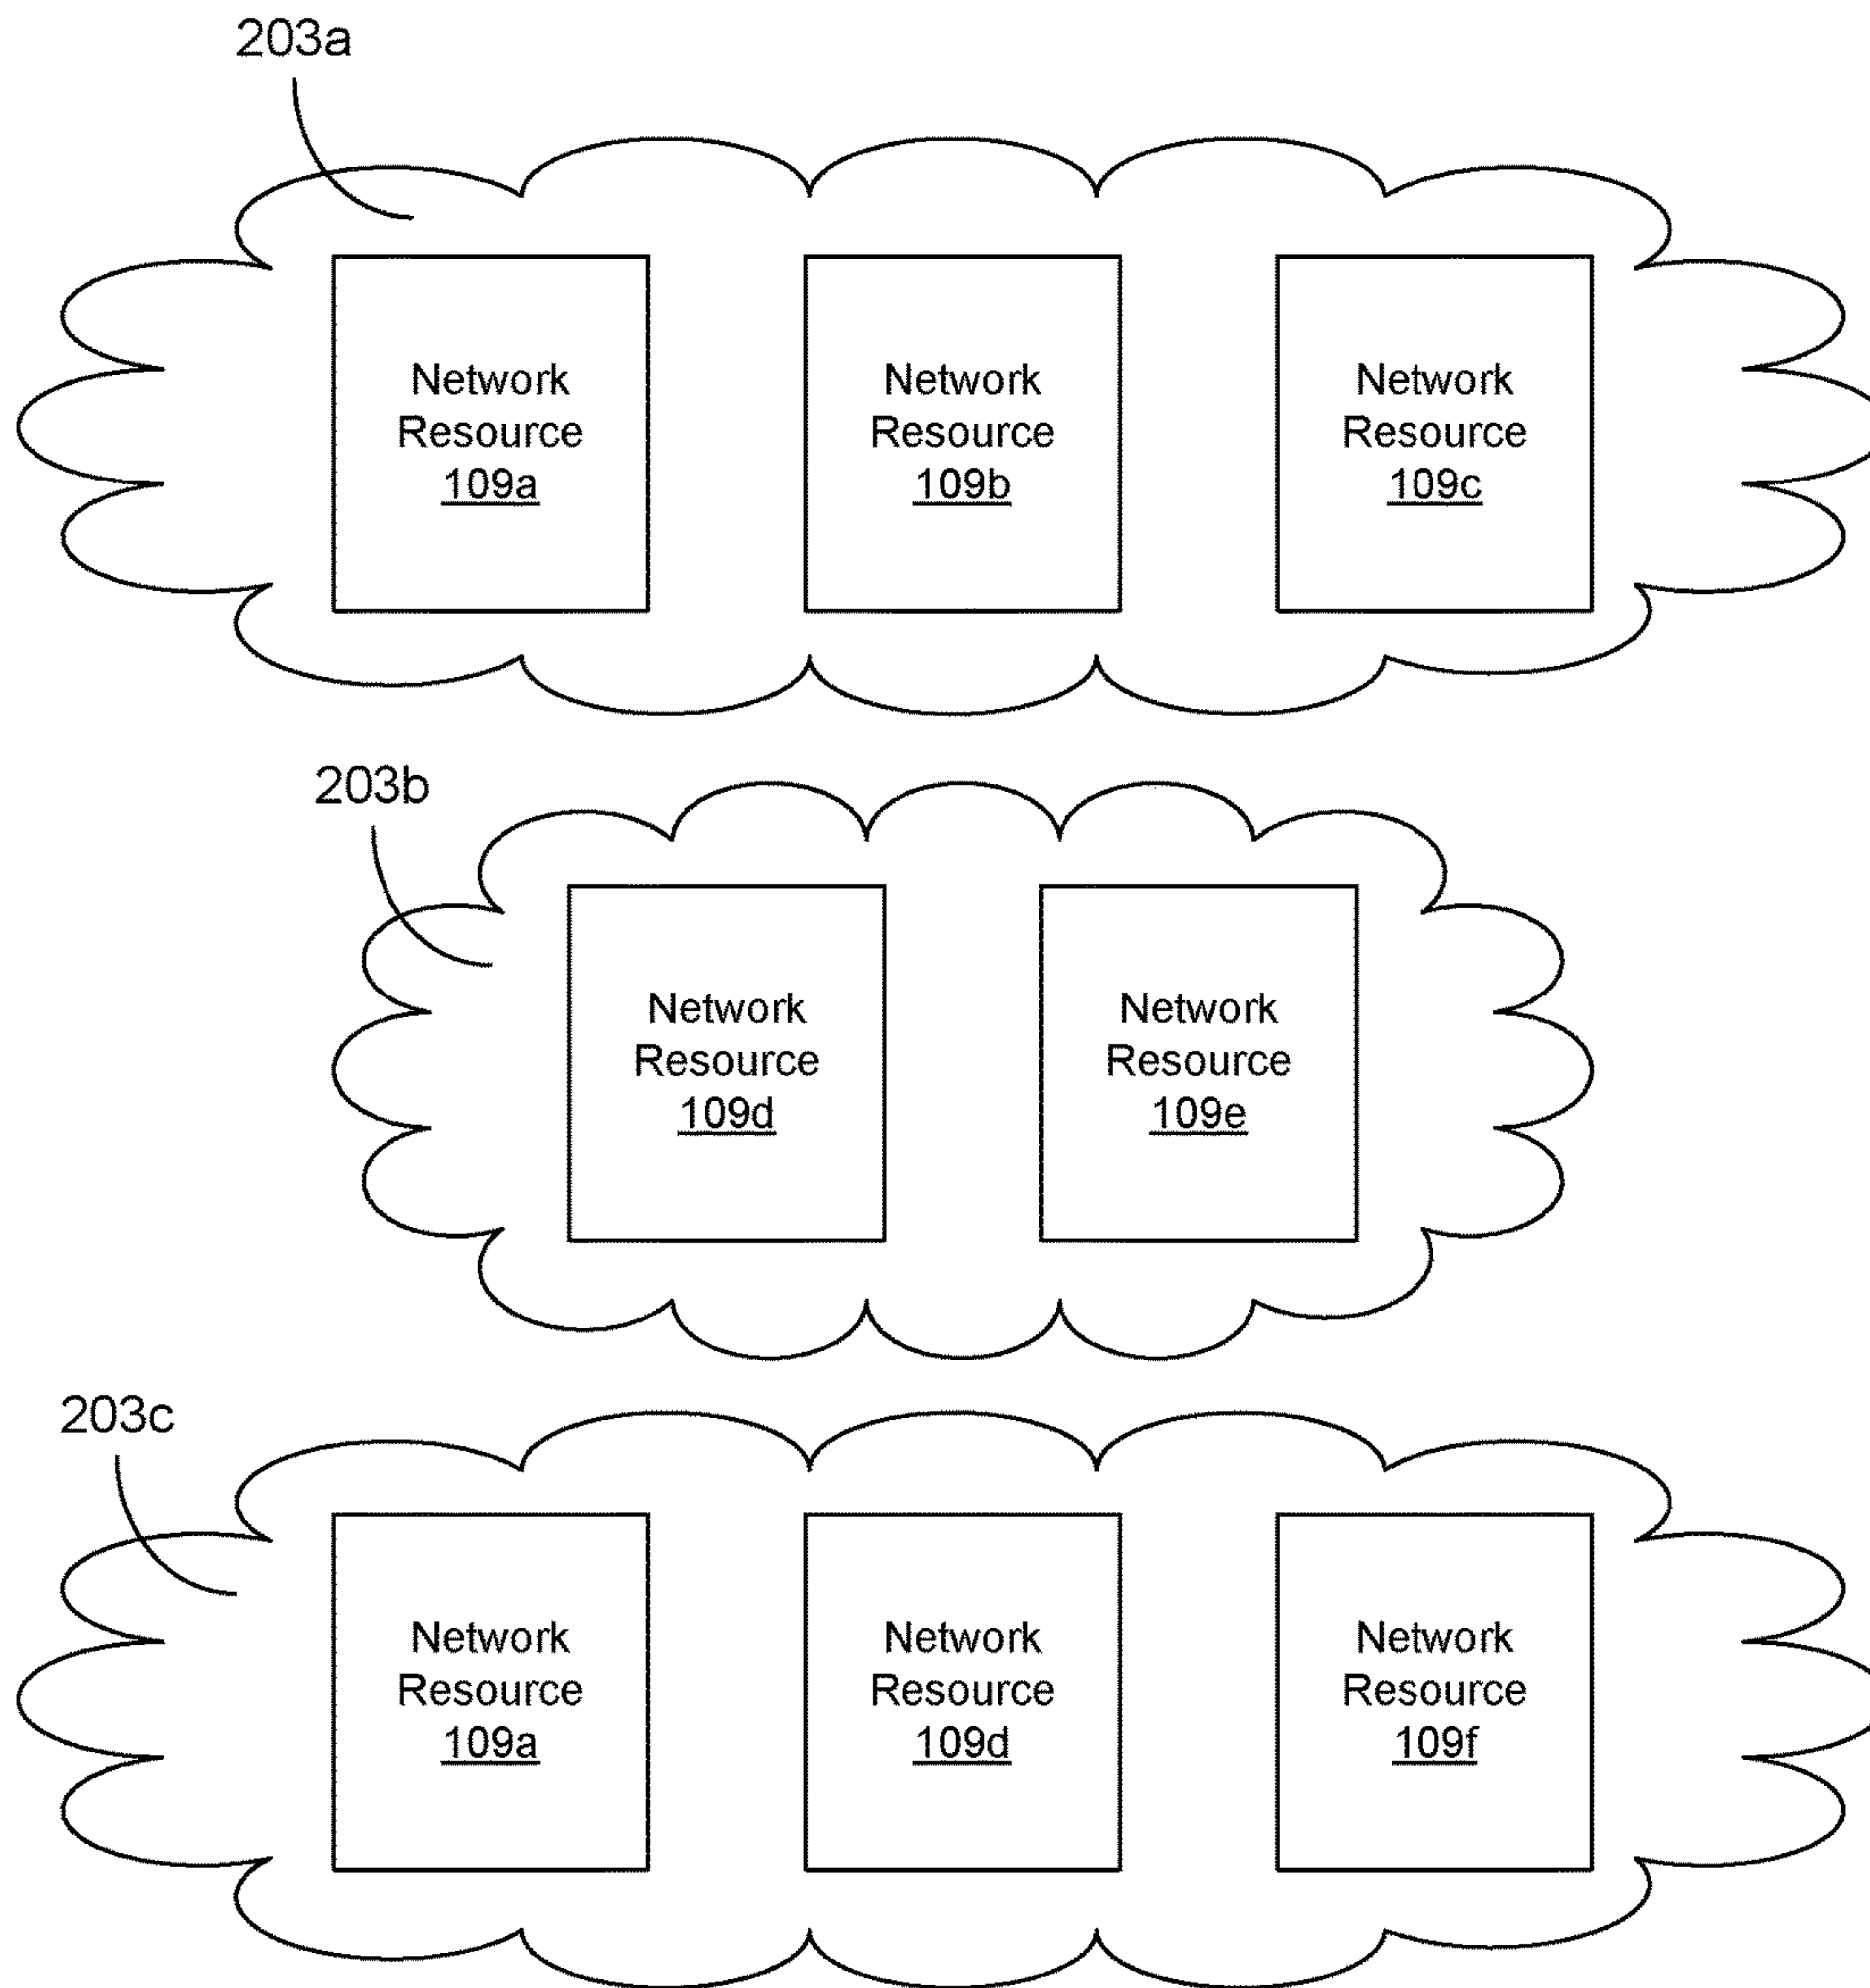 203a
Network
Resource
109a
Network
Resource
109b
Network
Resource
109c
203b
Network
Resource
109d
Network
Resource
109e
203c
Network
Resource
109a
Network
Resource
109d
Network
Resource
109f